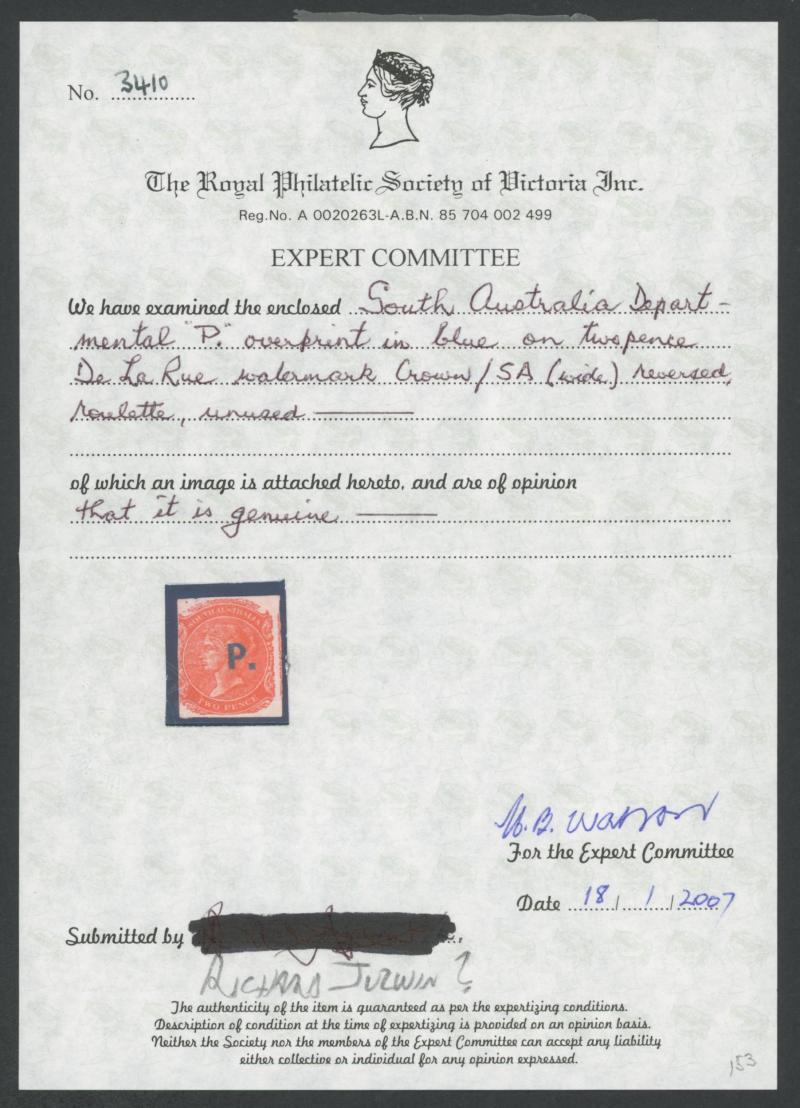 No. 3410
The Royal Philatelic Society of Victoria Inc.
Reg.No. A 0020263L-A.B.N. 85 704 002 499
EXPERT COMMITTEE
We have examined the enclosed South Australia Depart-
mental "P." overprint in blue on twopence
De La Rue watermark Crown/SA (wide) reversed,
roulette, unused
of which an image is attached hereto, and are of opinion
that it is genuine
SOUTH AUSTRALIA
P.
TWO PENCE
M.B. Watson
For the Expert Committee
Date 18/1/2007
Submitted by
RICHARD JUZWIN?
The authenticity of the item is guaranteed as per the expertizing conditions.
Description of condition at the time of expertizing is provided on an opinion basis.
Neither the Society nor the members of the Expert Committee can accept any liability
either collective or individual for any opinion expressed.
153